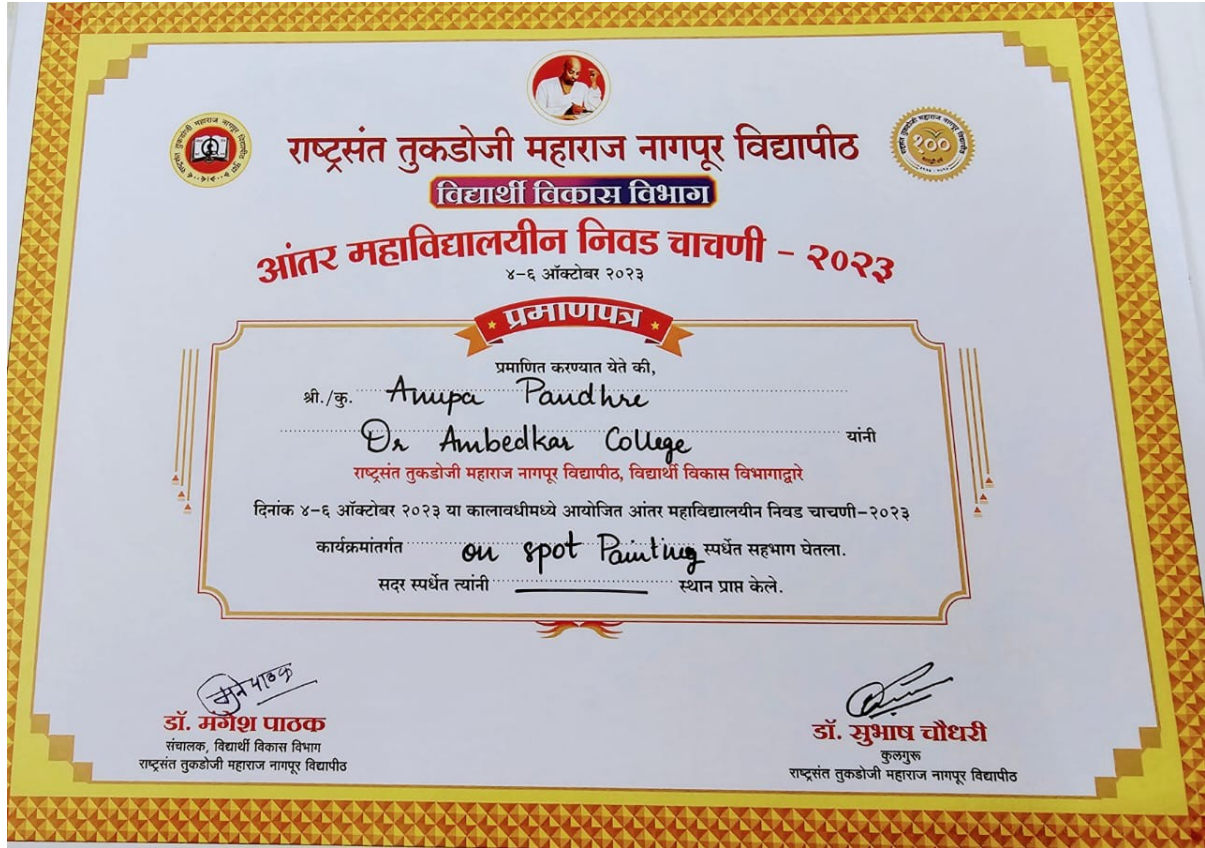 राष्ट्रसंत तुकडोजी महाराज नागपूर विद्यापीठ
१००
विद्यार्थी विकास विभाग
आंतर महाविद्यालयीन निवड चाचणी - २०२३
४-६ ऑक्टोबर २०२३
प्रमाणपत्र
प्रमाणित करण्यात येते की,
श्री./कु. Anupa Pandhre
Dr Ambedkar College यांनी
राष्ट्रसंत तुकडोजी महाराज नागपूर विद्यापीठ, विद्यार्थी विकास विभागाद्वारे
दिनांक ४-६ ऑक्टोबर २०२३ या कालावधीमध्ये आयोजित आंतर महाविद्यालयीन निवड चाचणी-२०२३
कार्यक्रमांतर्गत on spot Painting स्पर्धेत सहभाग घेतला.
सदर स्पर्धेत त्यांनी स्थान प्राप्त केले.
डॉ. मंगेश पाठक
संचालक, विद्यार्थी विकास विभाग
राष्ट्रसंत तुकडोजी महाराज नागपूर विद्यापीठ
डॉ. सुभाष चौधरी
कुलगुरू
राष्ट्रसंत तुकडोजी महाराज नागपूर विद्यापीठ